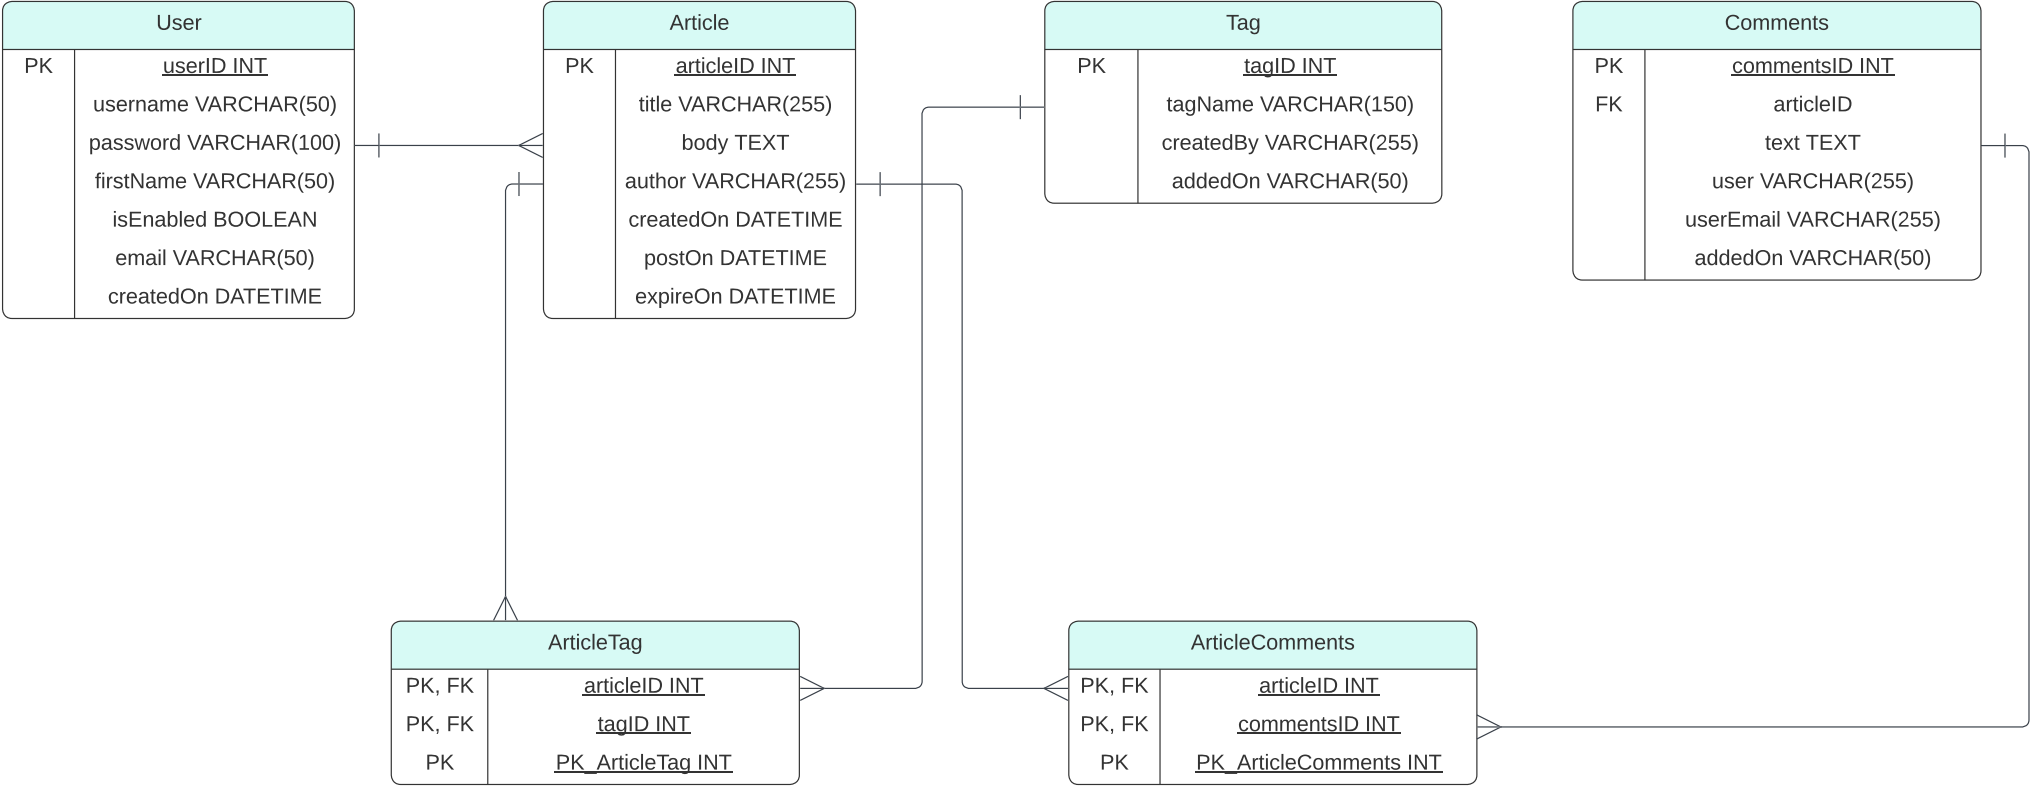 User
PK userID INT
username VARCHAR(50)
password VARCHAR(100)
firstName VARCHAR(50)
isEnabled BOOLEAN
email VARCHAR(50)
createdOn DATETIME
Article
PK articleID INT
title VARCHAR(255)
body TEXT
author VARCHAR(255)
createdOn DATETIME
postOn DATETIME
expireOn DATETIME
Tag
PK tagID INT
tagName VARCHAR(150)
createdBy VARCHAR(255)
addedOn VARCHAR(50)
Comments
PK commentsID INT
FK articleID
text TEXT
user VARCHAR(255)
userEmail VARCHAR(255)
addedOn VARCHAR(50)
ArticleTag
PK, FK articleID INT
PK, FK tagID INT
PK PK_ArticleTag INT
ArticleComments
PK, FK articleID INT
PK, FK commentsID INT
PK PK_ArticleComments INT